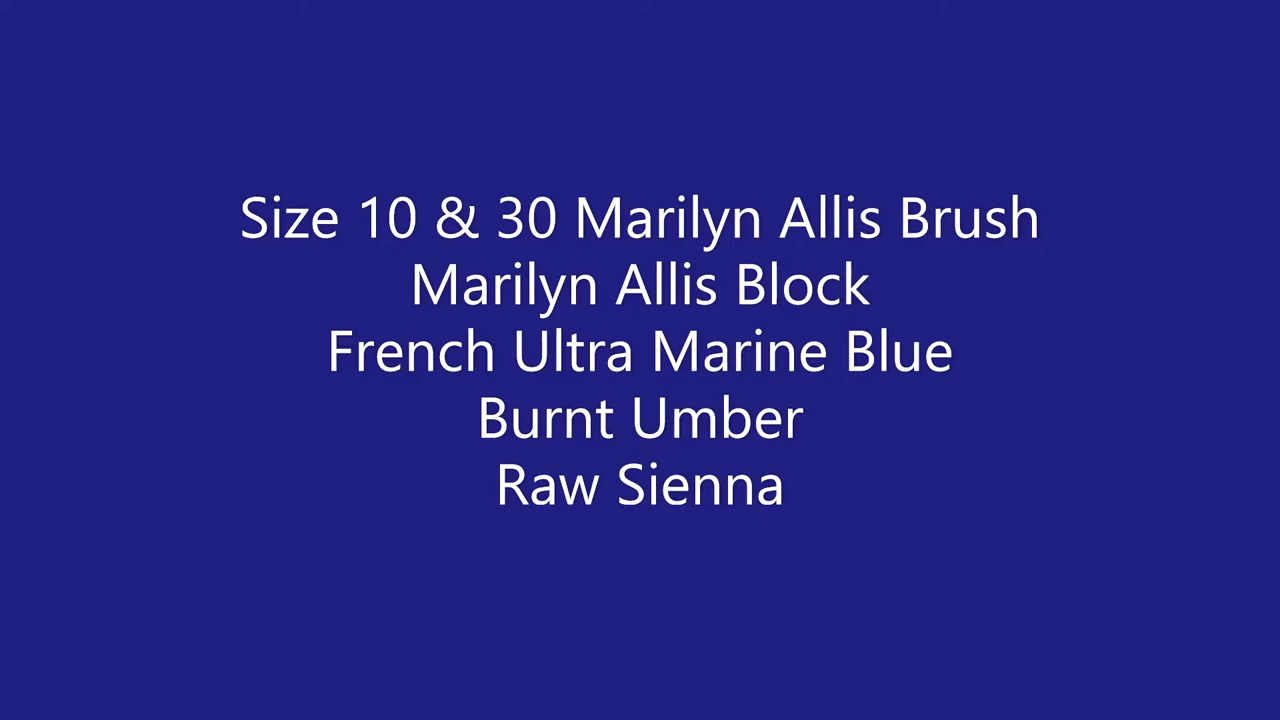 Size 10 & 30 Marilyn Allis Brush
Marilyn Allis Block
French Ultra Marine Blue
Burnt Umber
Raw Sienna